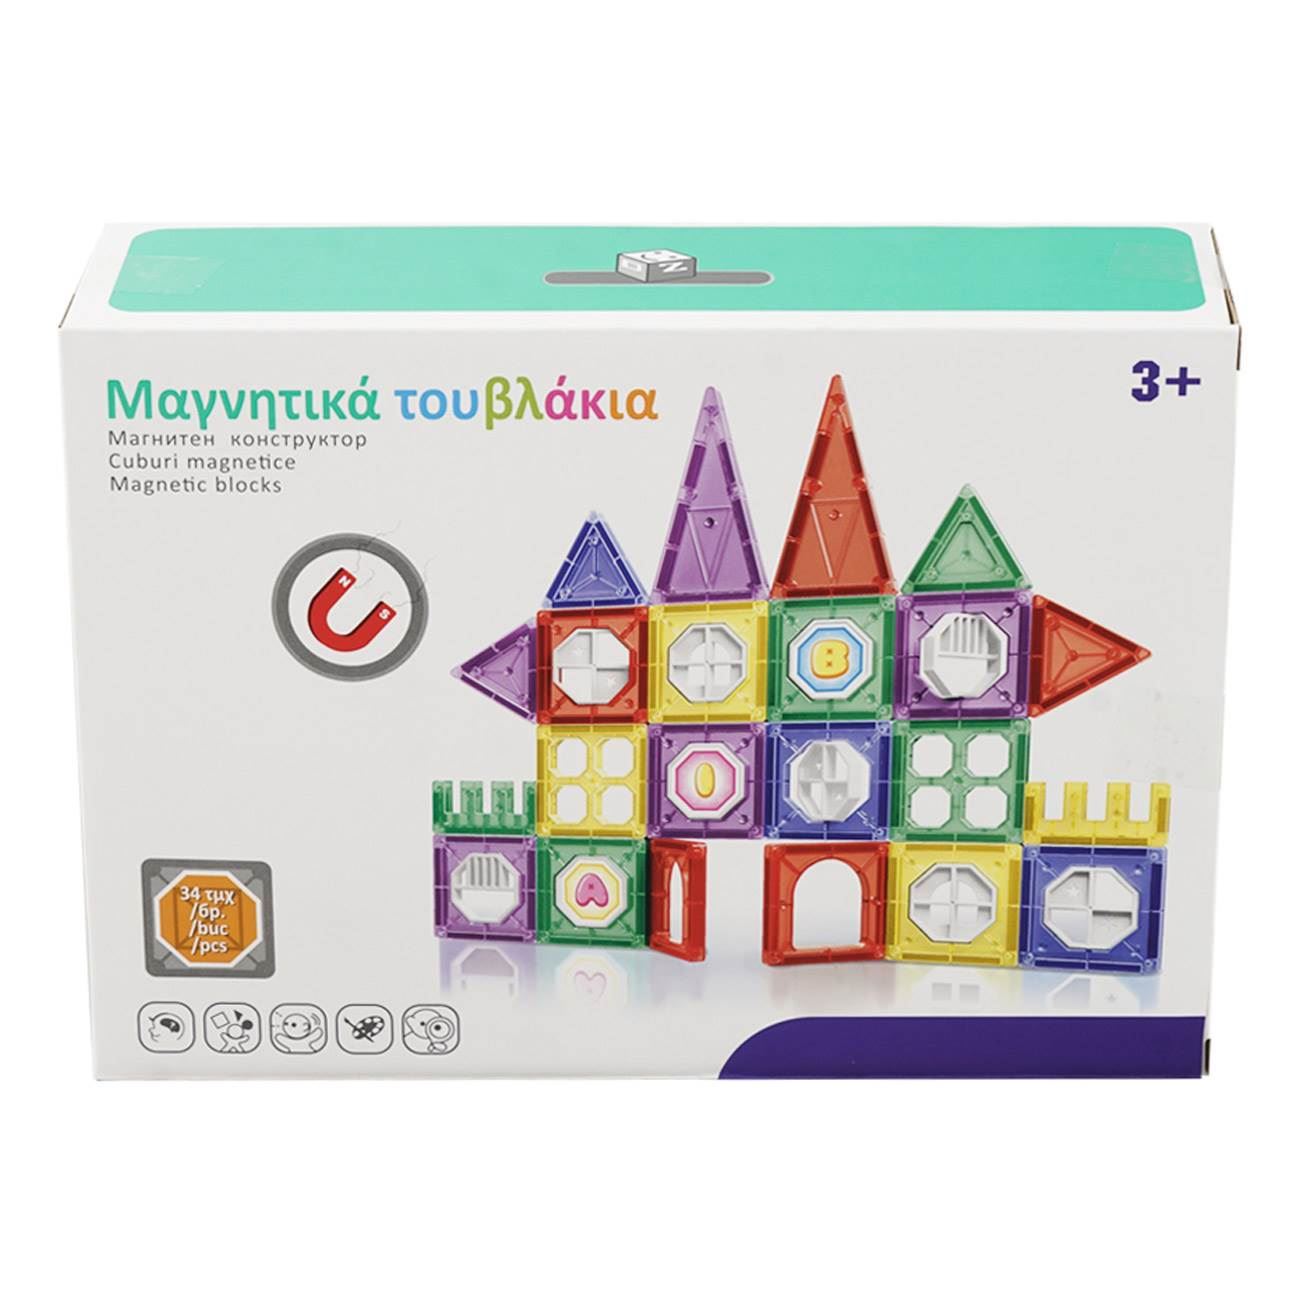 Μαγνητικά τουβλάκια
3+
Магнитен конструктор
Cuburi magnetice
Magnetic blocks
N
S
B
O
A
34 τμχ
/бр.
/buc
/pcs